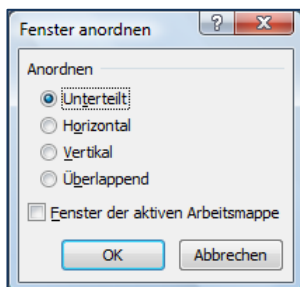 Fenster anordnen
Anordnen
Unterteilt
Horizontal
Vertikal
Überlappend
Fenster der aktiven Arbeitsmappe
OK Abbrechen